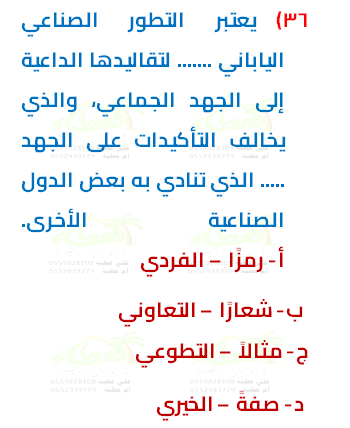 ٣٦) يعتبر التطور الصناعي
الياباني ....... لتقاليدها الداعية
إلى الجهد الجماعي، والذي
يخالف التأكيدات على الجهد
..... الذي تنادي به بعض الدول
الصناعية الأخرى.
أ- رمزًا – الفردي
ب- شعارًا – التعاوني
ج- مثالاً – التطوعي
د- صفةً – الخيري